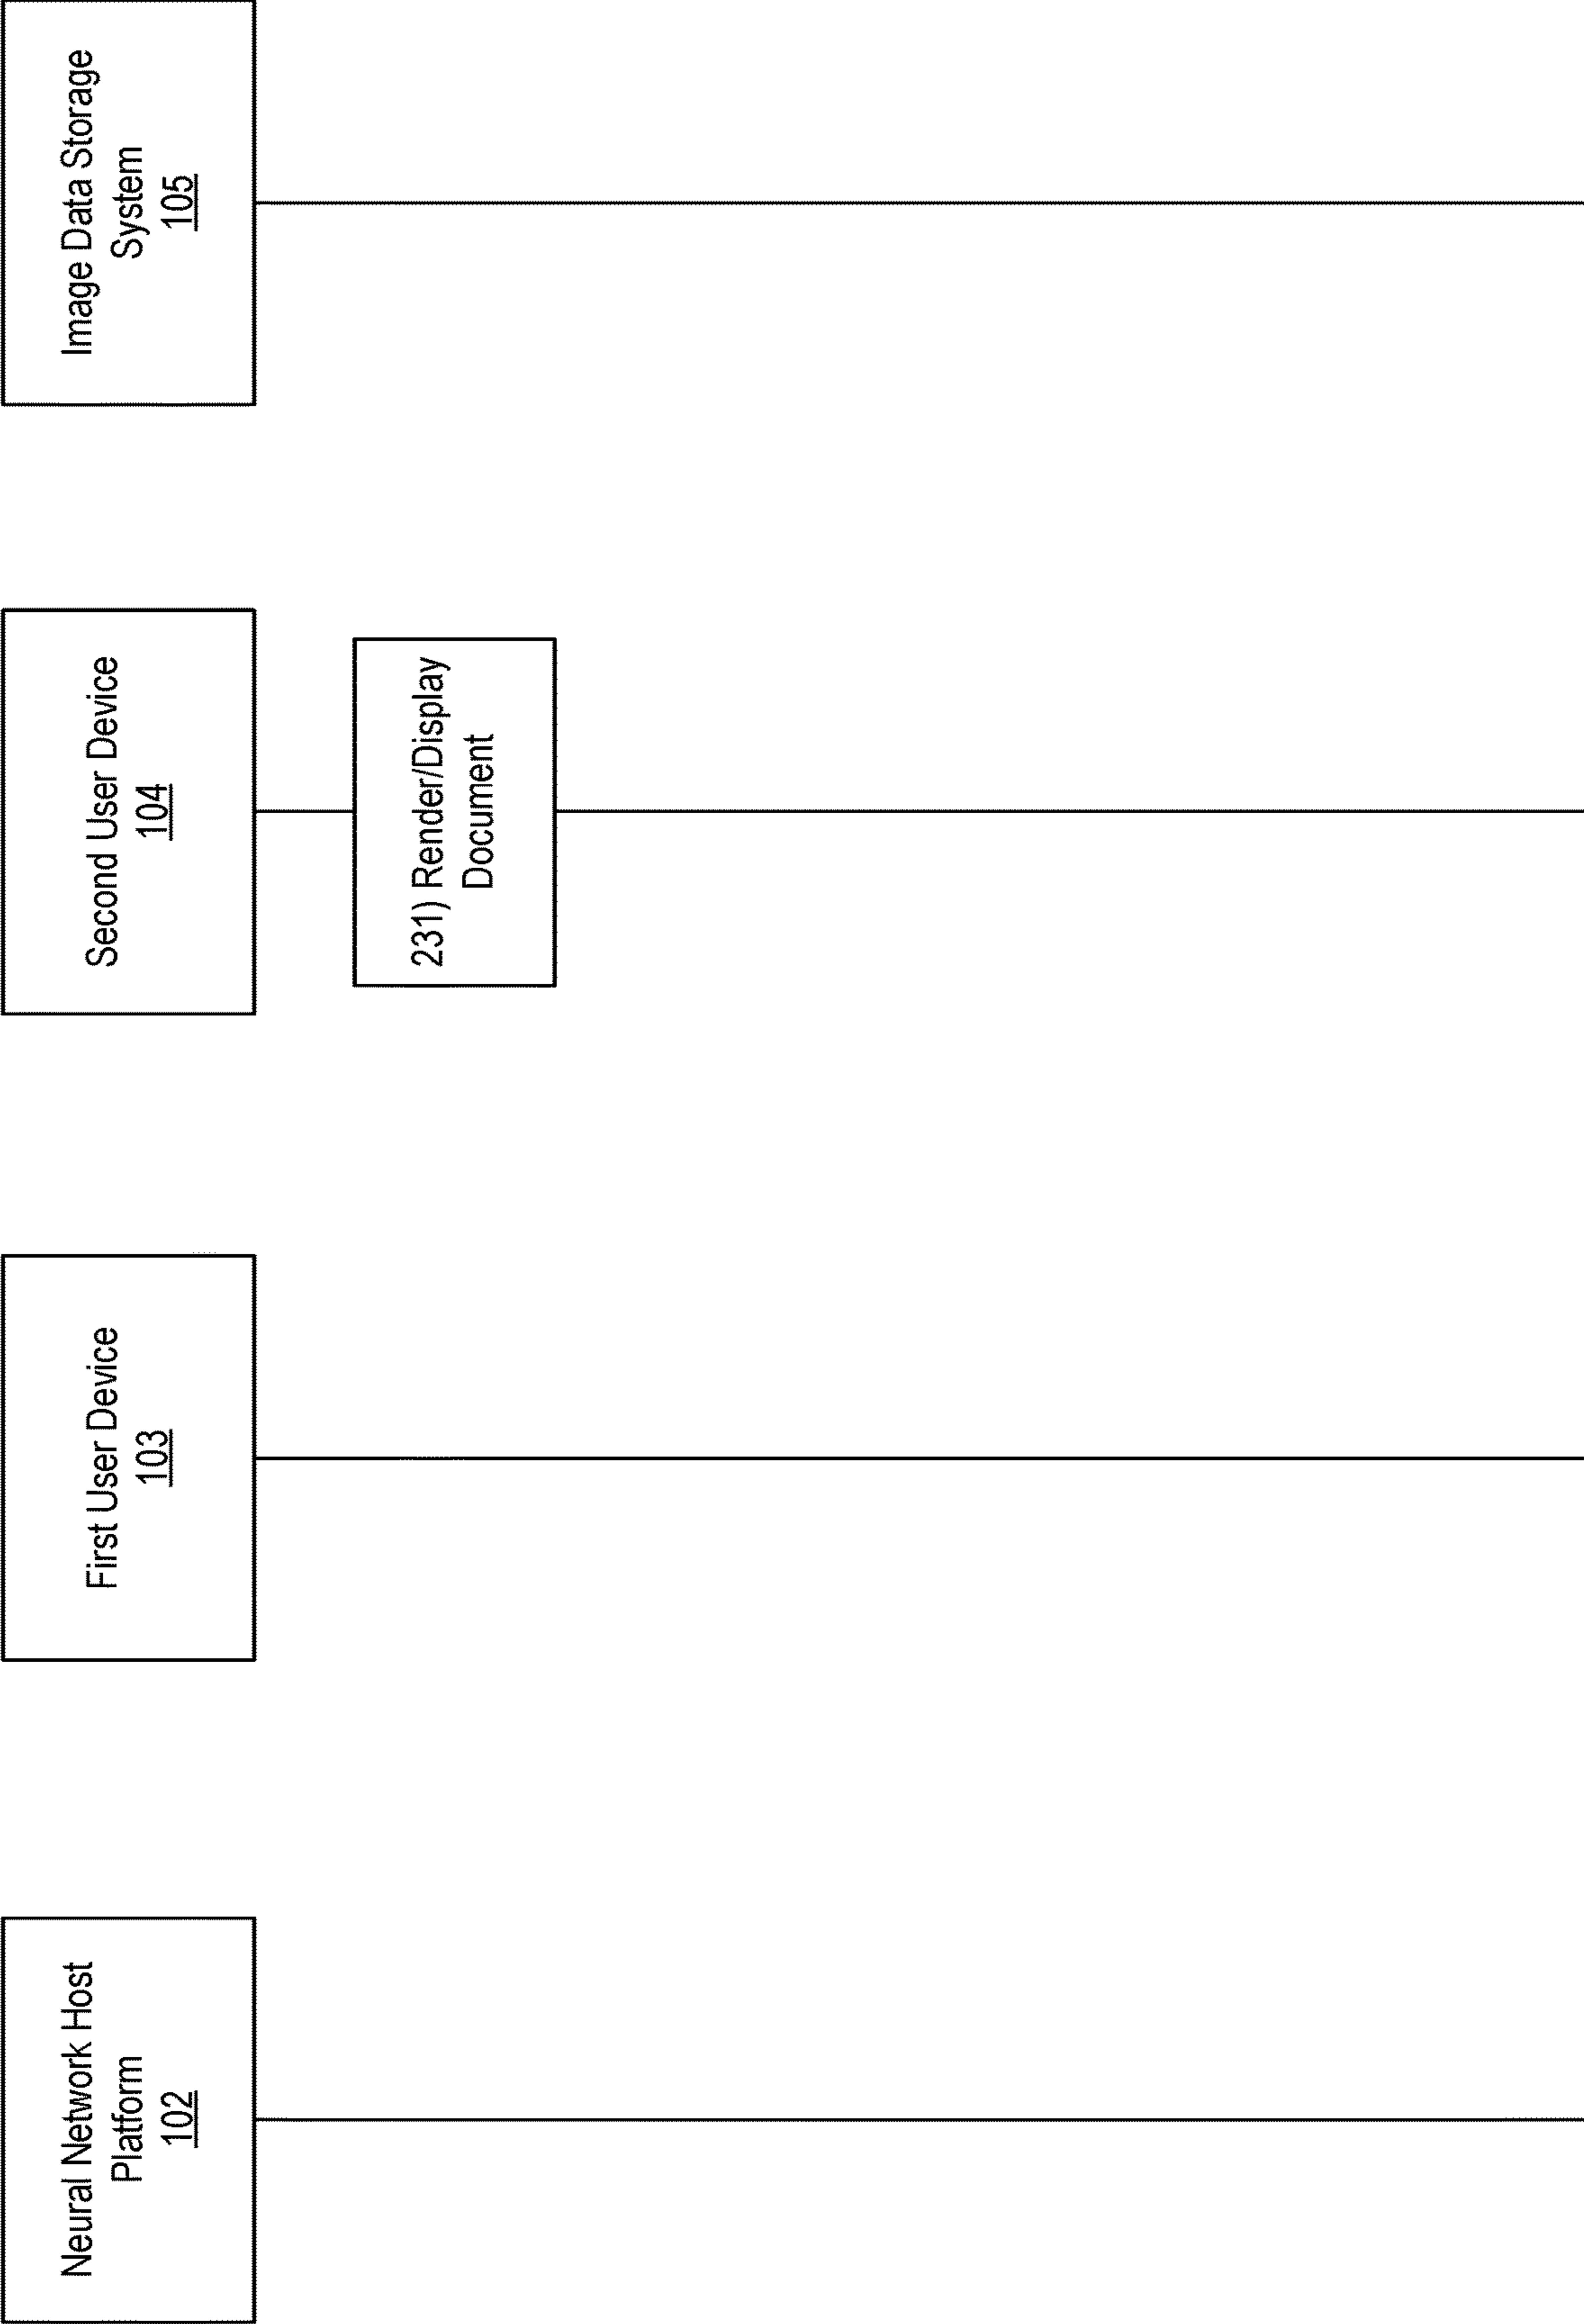 Neural Network Host
Platform
102
First User Device
103
Second User Device
104
Image Data Storage
System
105
231) Render/Display
Document